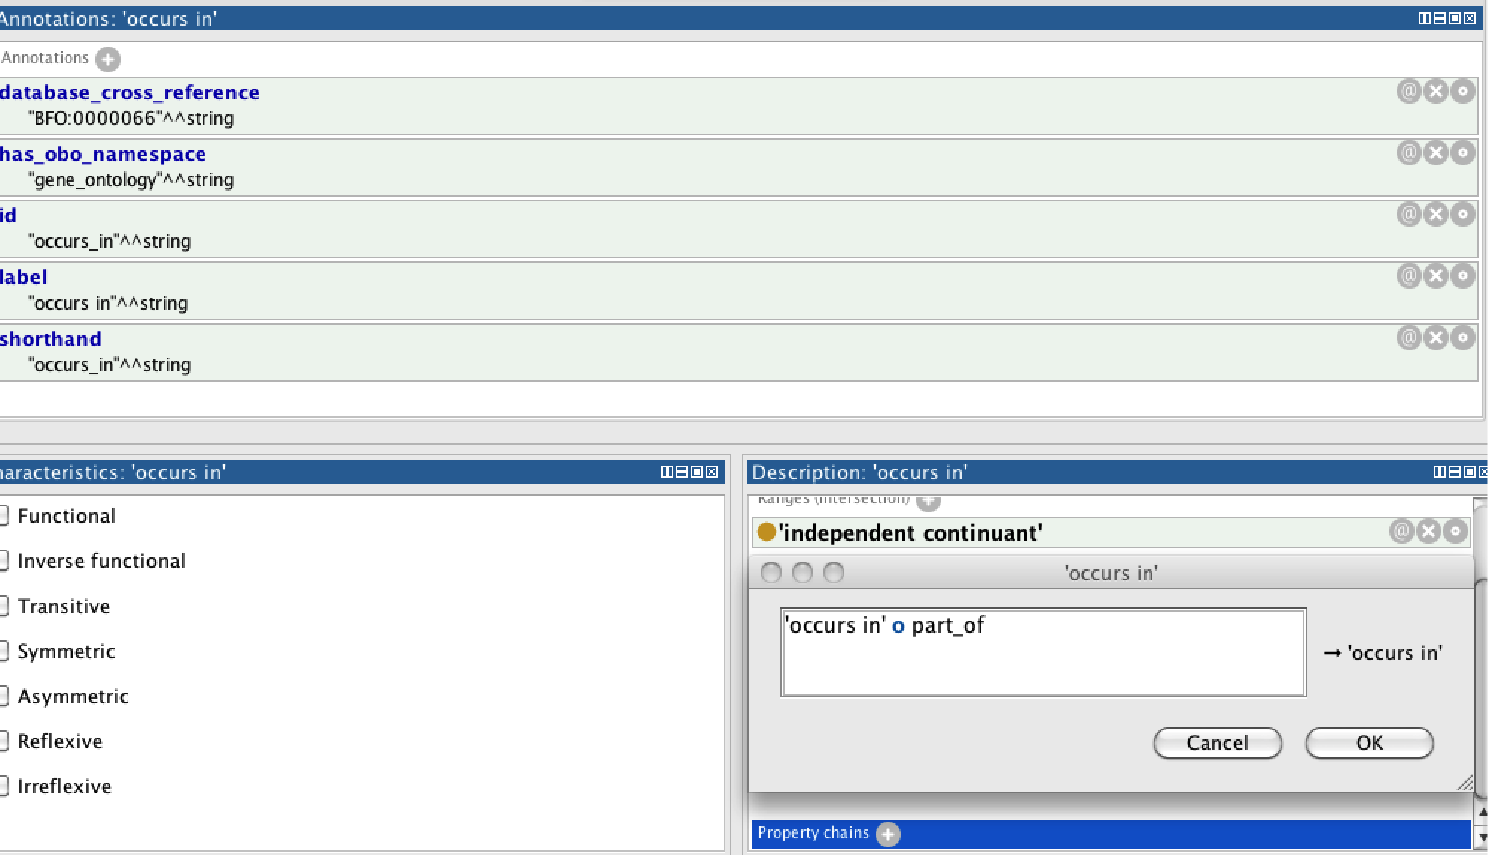 Annotations: 'occurs in'
Annotations
database_cross_reference
"BFO:0000066"^^string
has_obo_namespace
"gene_ontology"^^string
id
"occurs_in"^^string
label
"occurs in"^^string
shorthand
"occurs_in"^^string
haracteristics: 'occurs in'
Functional
Inverse functional
Transitive
Symmetric
Asymmetric
Reflexive
Irreflexive
Description: 'occurs in'
Ranges (intersection)
'independent continuant'
'occurs in'
'occurs in' o part_of
→ 'occurs in'
Cancel OK
Property chains